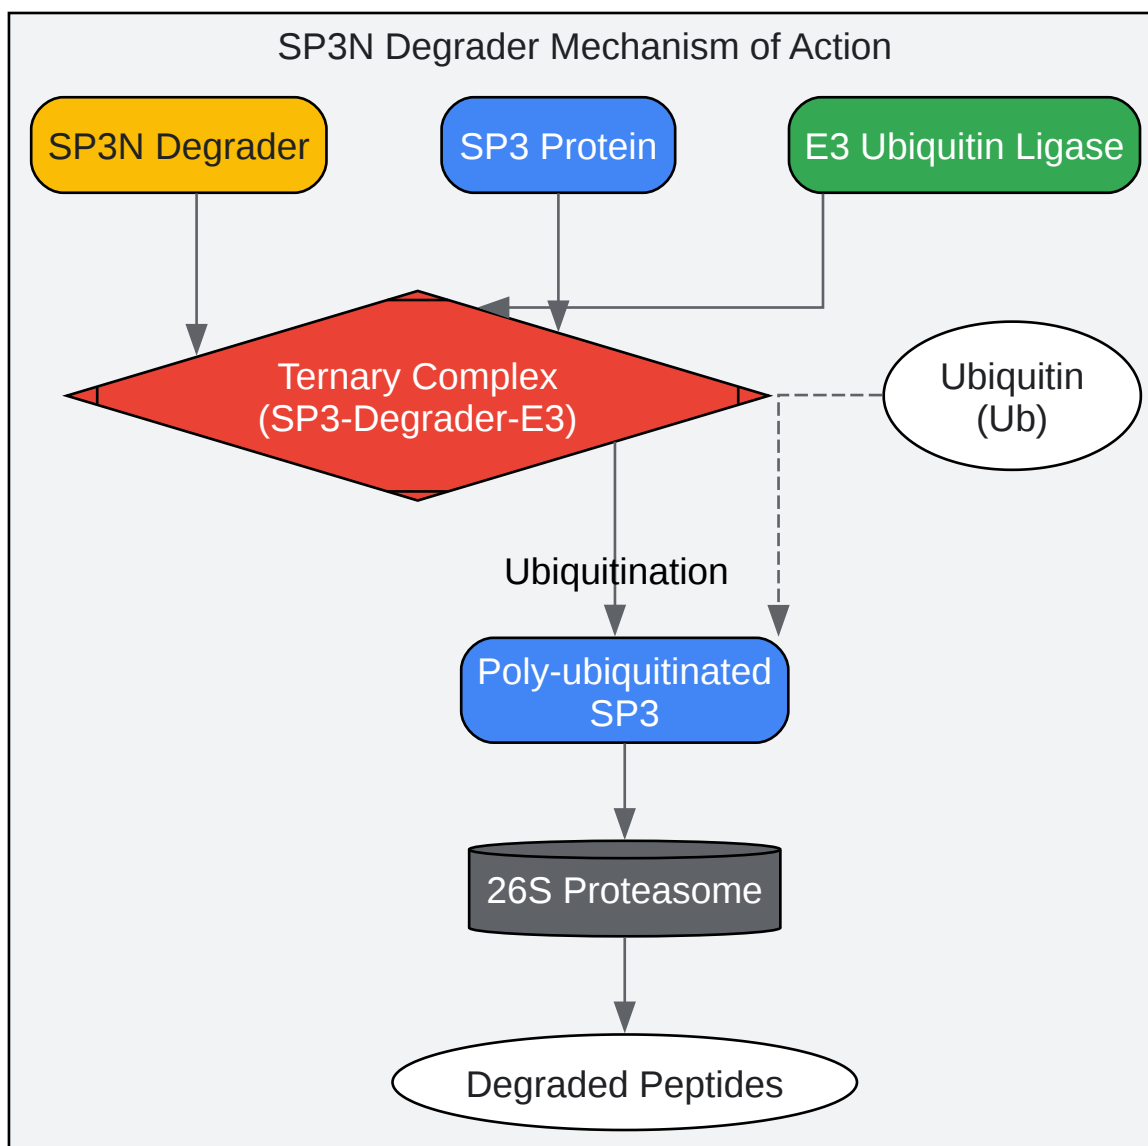 SP3N Degrader Mechanism of Action
SP3N Degrader
SP3 Protein
E3 Ubiquitin Ligase
Ternary Complex
(SP3-Degrader-E3)
Ubiquitin
(Ub)
Ubiquitination
Poly-ubiquitinated
SP3
26S Proteasome
Degraded Peptides